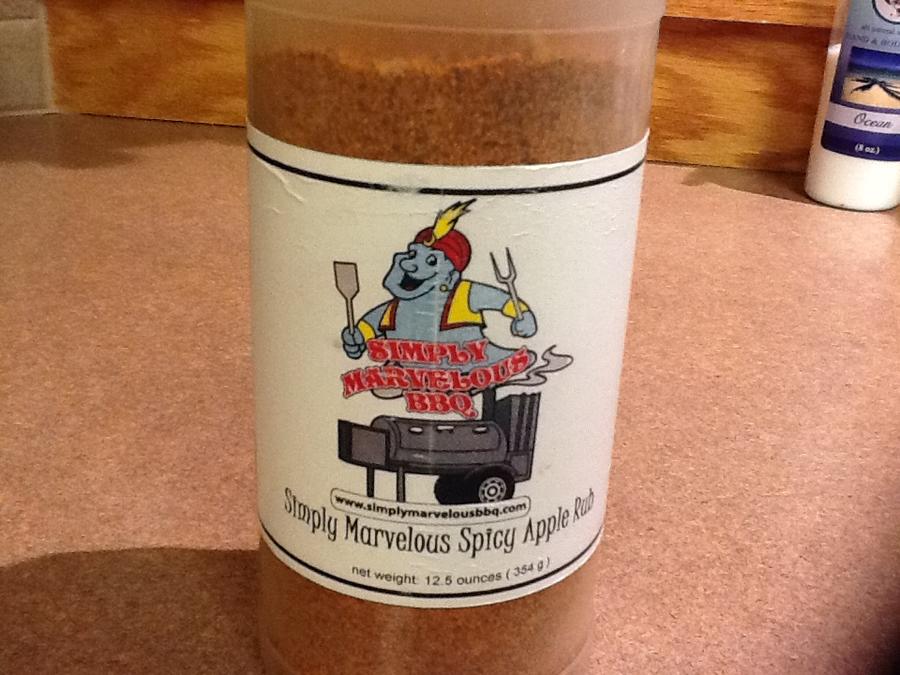 SIMPLY
MARVELOUS
BBQ
www.simplymarvelousbbq.com
Simply Marvelous Spicy Apple Rub
net weight: 12.5 ounces (354 g)
Ocean
(8 oz.)